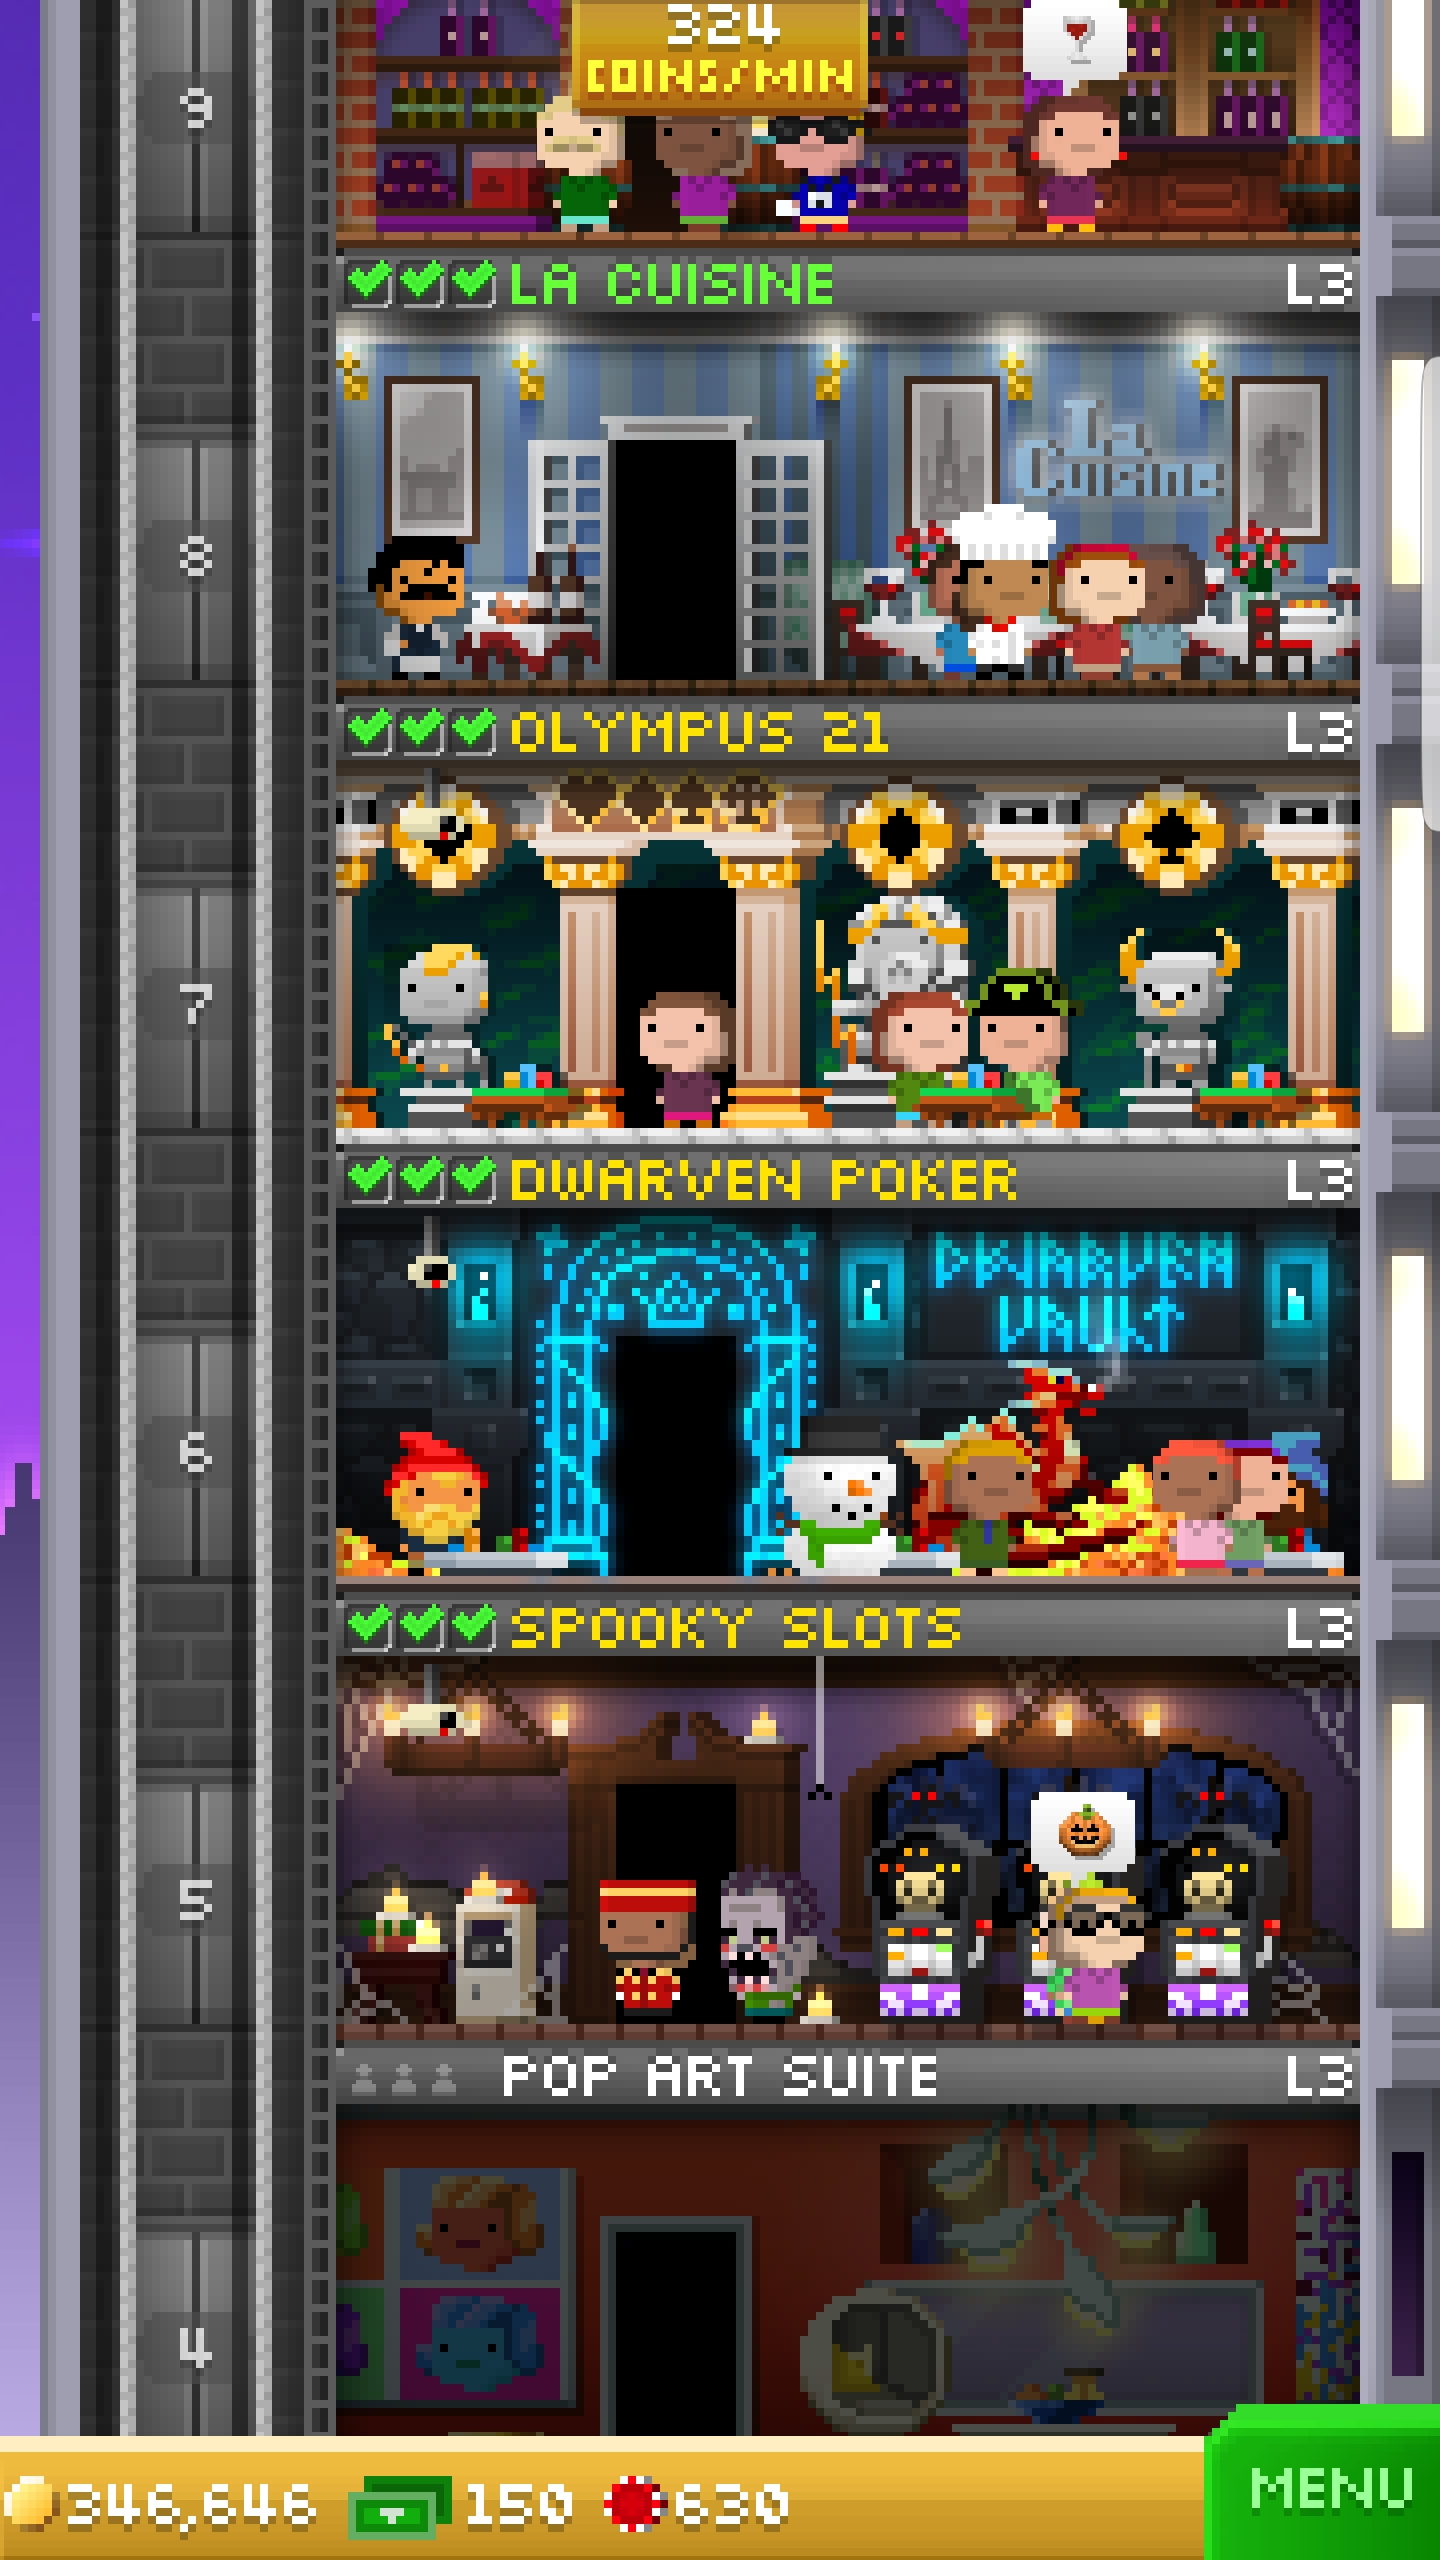 324
COINS/MIN
9
LA CUISINE L3
La
Cuisine
8
OLYMPUS 21 L3
7
DWARVEN POKER L3
DWARVEN
VAULT
6
SPOOKY SLOTS L3
5
POP ART SUITE L3
4
346,646 150 630 MENU